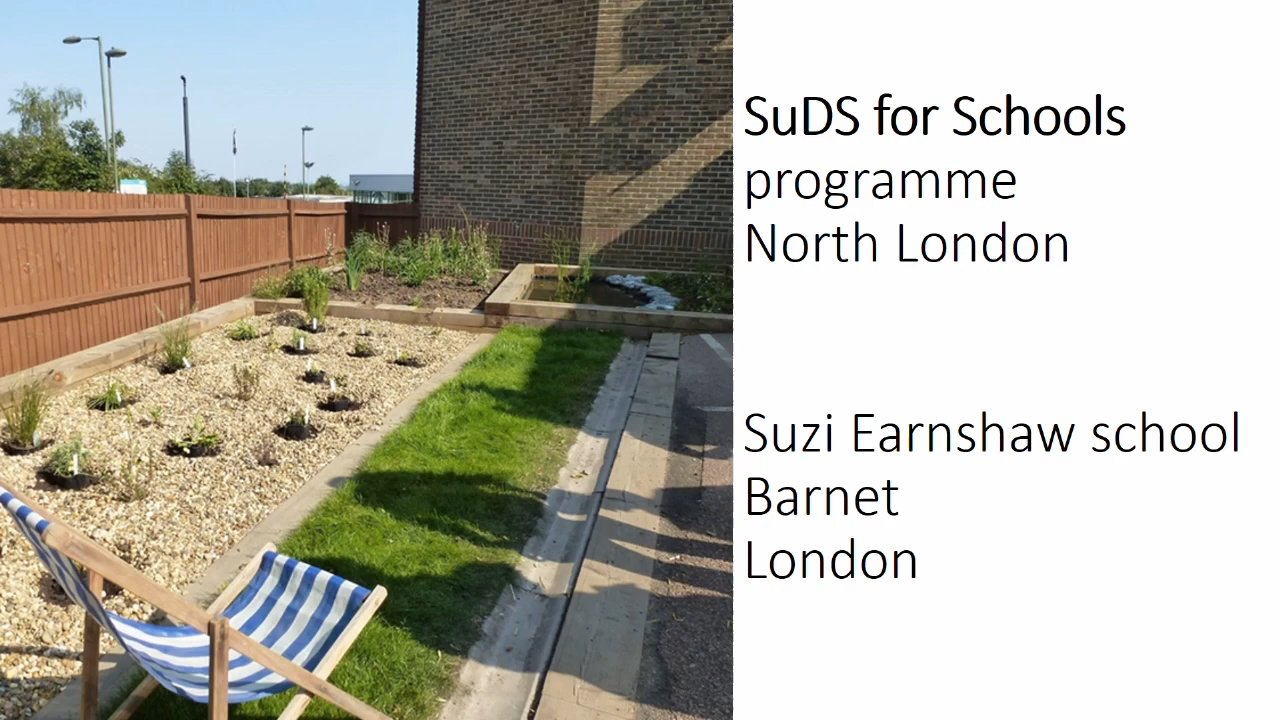 SuDS for Schools
programme
North London
Suzi Earnshaw school
Barnet
London